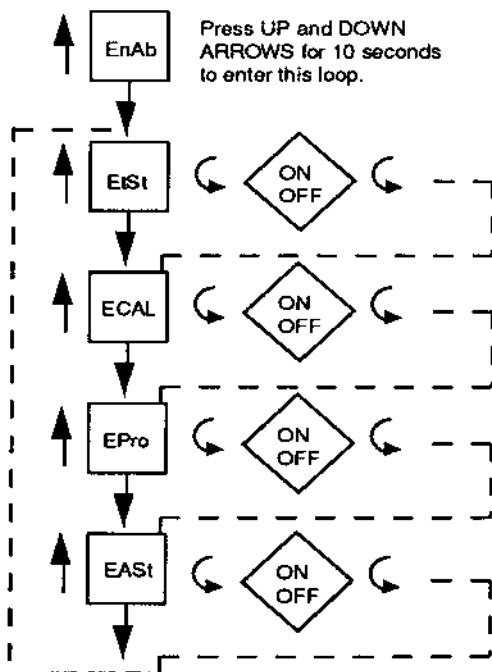 EnAb
Press UP and DOWN
ARROWS for 10 seconds
to enter this loop.
EtSt
ON
OFF
ECAL
ON
OFF
EPro
ON
OFF
EASt
ON
OFF